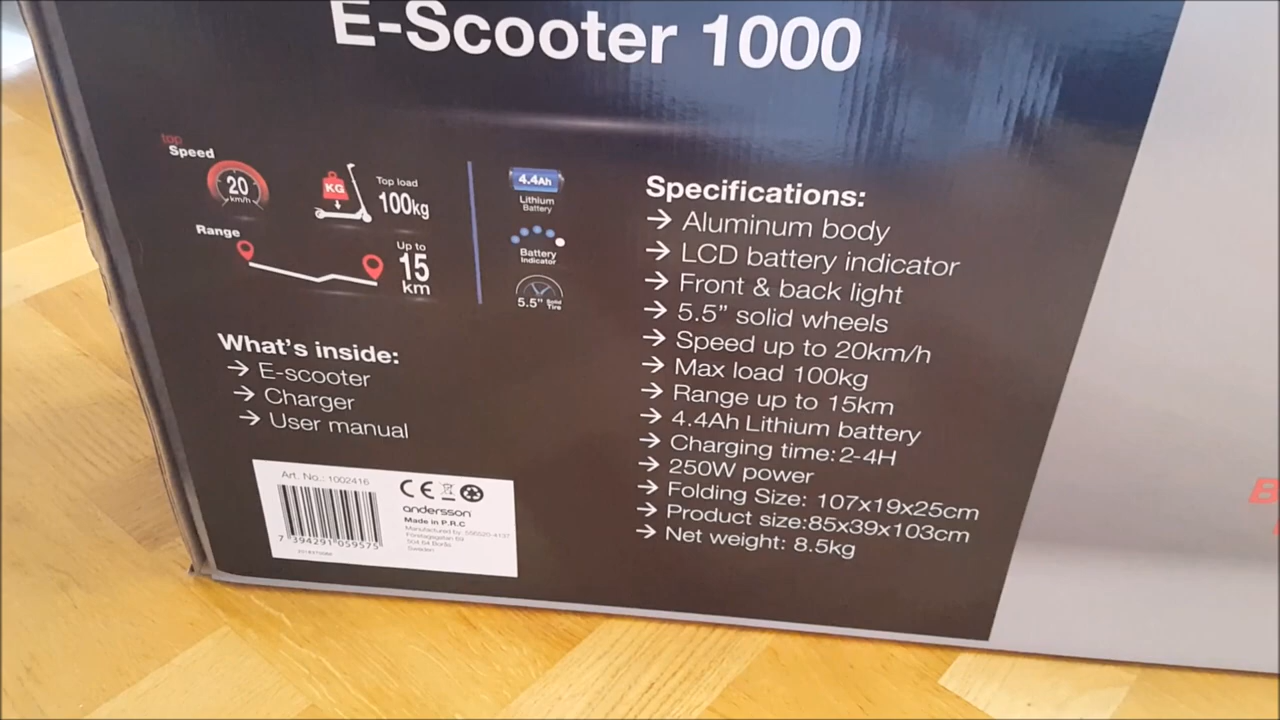 E-Scooter 1000
top
Speed
20
km/h
KG
Top load
100kg
Range
Up to
15
km
4.4Ah
Lithium
Battery
Battery
Indicator
5.5" Solid
Tire
What's inside:
→ E-scooter
→ Charger
→ User manual
Specifications:
→ Aluminum body
→ LCD battery indicator
→ Front & back light
→ 5.5" solid wheels
→ Speed up to 20km/h
→ Max load 100kg
→ Range up to 15km
→ 4.4Ah Lithium battery
→ Charging time: 2-4H
→ 250W power
→ Folding Size: 107x19x25cm
→ Product size:85x39x103cm
→ Net weight: 8.5kg
Art. No.: 1002416
7 394291 059575
CE
andersson
Made in P.R.C
Manufactured by: 556520-4137
Företagsgatan 69
504 64 Borås
Sweden